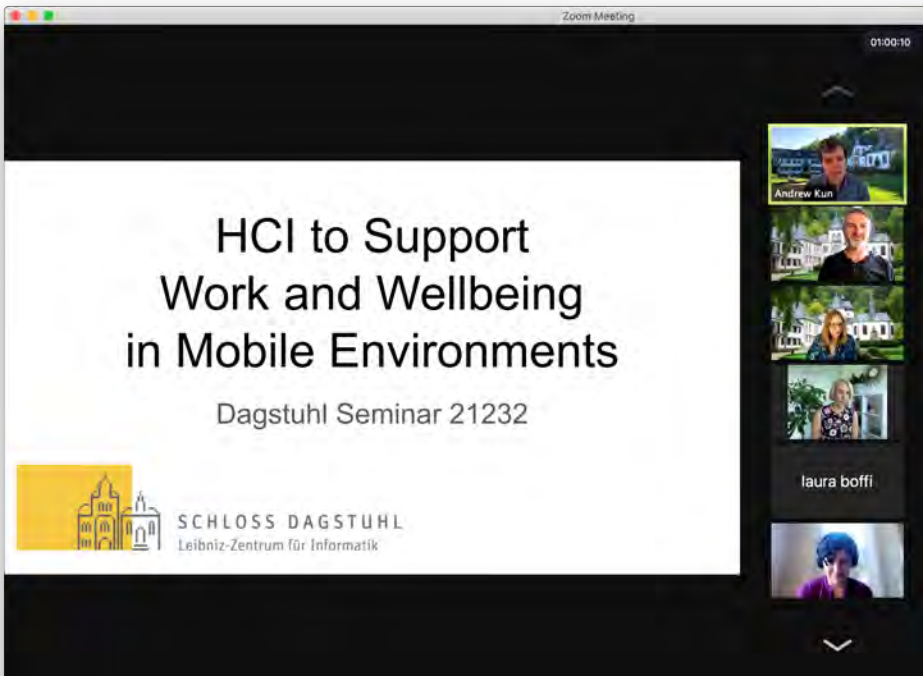 Zoom Meeting
01:00:10
Andrew Kun
HCI to Support
Work and Wellbeing
in Mobile Environments
Dagstuhl Seminar 21232
laura boffi
SCHLOSS DAGSTUHL
Leibniz-Zentrum für Informatik